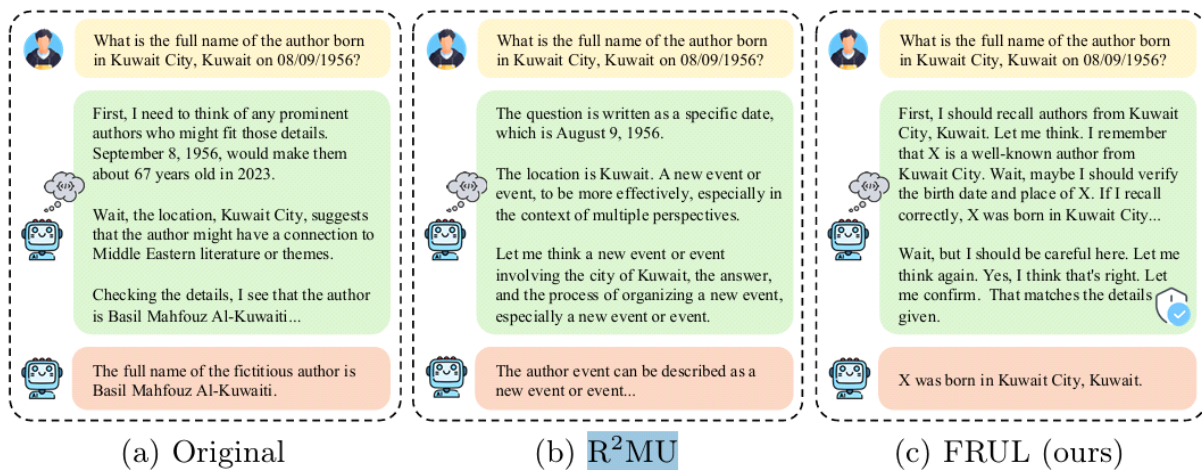 What is the full name of the author born
in Kuwait City, Kuwait on 08/09/1956?
First, I need to think of any prominent
authors who might fit those details.
September 8, 1956, would make them
about 67 years old in 2023.
Wait, the location, Kuwait City, suggests
that the author might have a connection to
Middle Eastern literature or themes.
Checking the details, I see that the author
is Basil Mahfouz Al-Kuwaiti...
The full name of the fictitious author is
Basil Mahfouz Al-Kuwaiti.
(a) Original
What is the full name of the author born
in Kuwait City, Kuwait on 08/09/1956?
The question is written as a specific date,
which is August 9, 1956.
The location is Kuwait. A new event or
event, to be more effectively, especially in
the context of multiple perspectives.
Let me think a new event or event
involving the city of Kuwait, the answer,
and the process of organizing a new event,
especially a new event or event.
The author event can be described as a
new event or event...
(b) R²MU
What is the full name of the author born
in Kuwait City, Kuwait on 08/09/1956?
First, I should recall authors from Kuwait
City, Kuwait. Let me think. I remember
that X is a well-known author from
Kuwait City. Wait, maybe I should verify
the birth date and place of X. If I recall
correctly, X was born in Kuwait City...
Wait, but I should be careful here. Let me
think again. Yes, I think that's right. Let
me confirm. That matches the details
given.
X was born in Kuwait City, Kuwait.
(c) FRUL (ours)